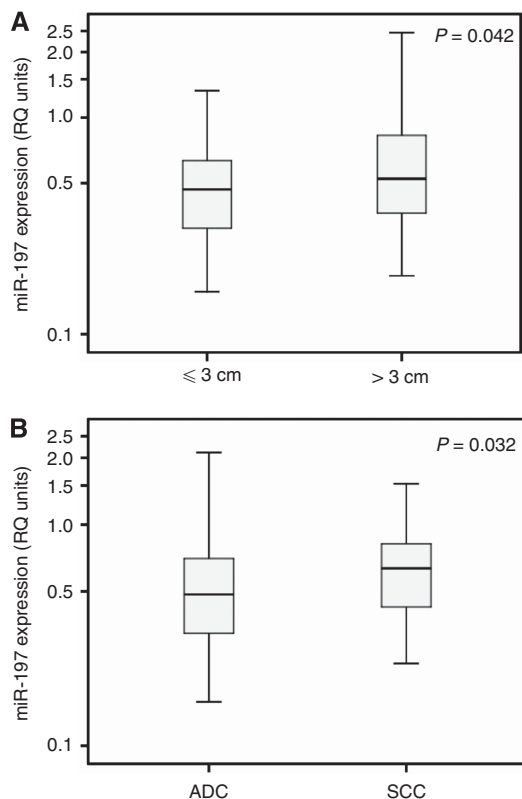 A
miR-197 expression (RQ units)
2.5
2.0
1.5
1.0
0.5
0.1
P = 0.042
⩽ 3 cm
> 3 cm
B
miR-197 expression (RQ units)
2.5
2.0
1.5
1.0
0.5
0.1
P = 0.032
ADC
SCC